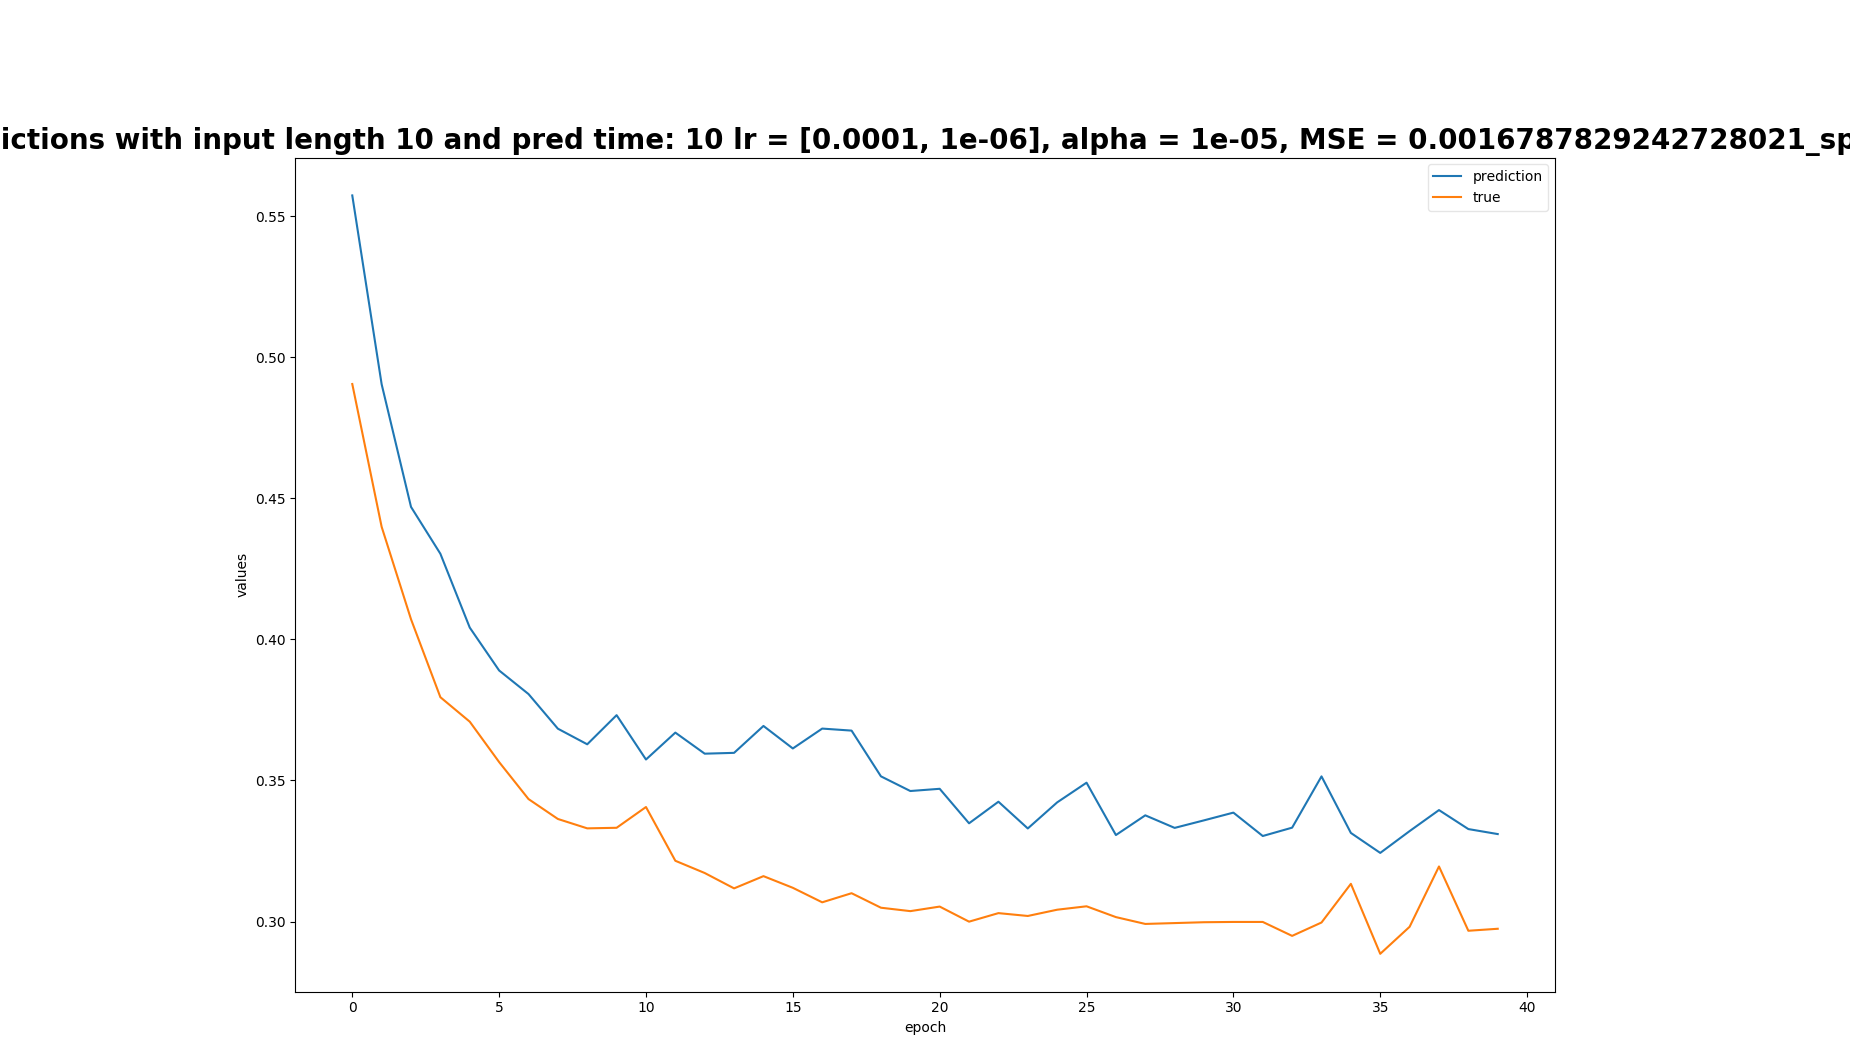 ictions with input length 10 and pred time: 10 lr = [0.0001, 1e-06], alpha = 1e-05, MSE = 0.0016787829242728021_sp
prediction
true
0.55
0.50
0.45
0.40
0.35
0.30
values
0 5 10 15 20 25 30 35 40
epoch